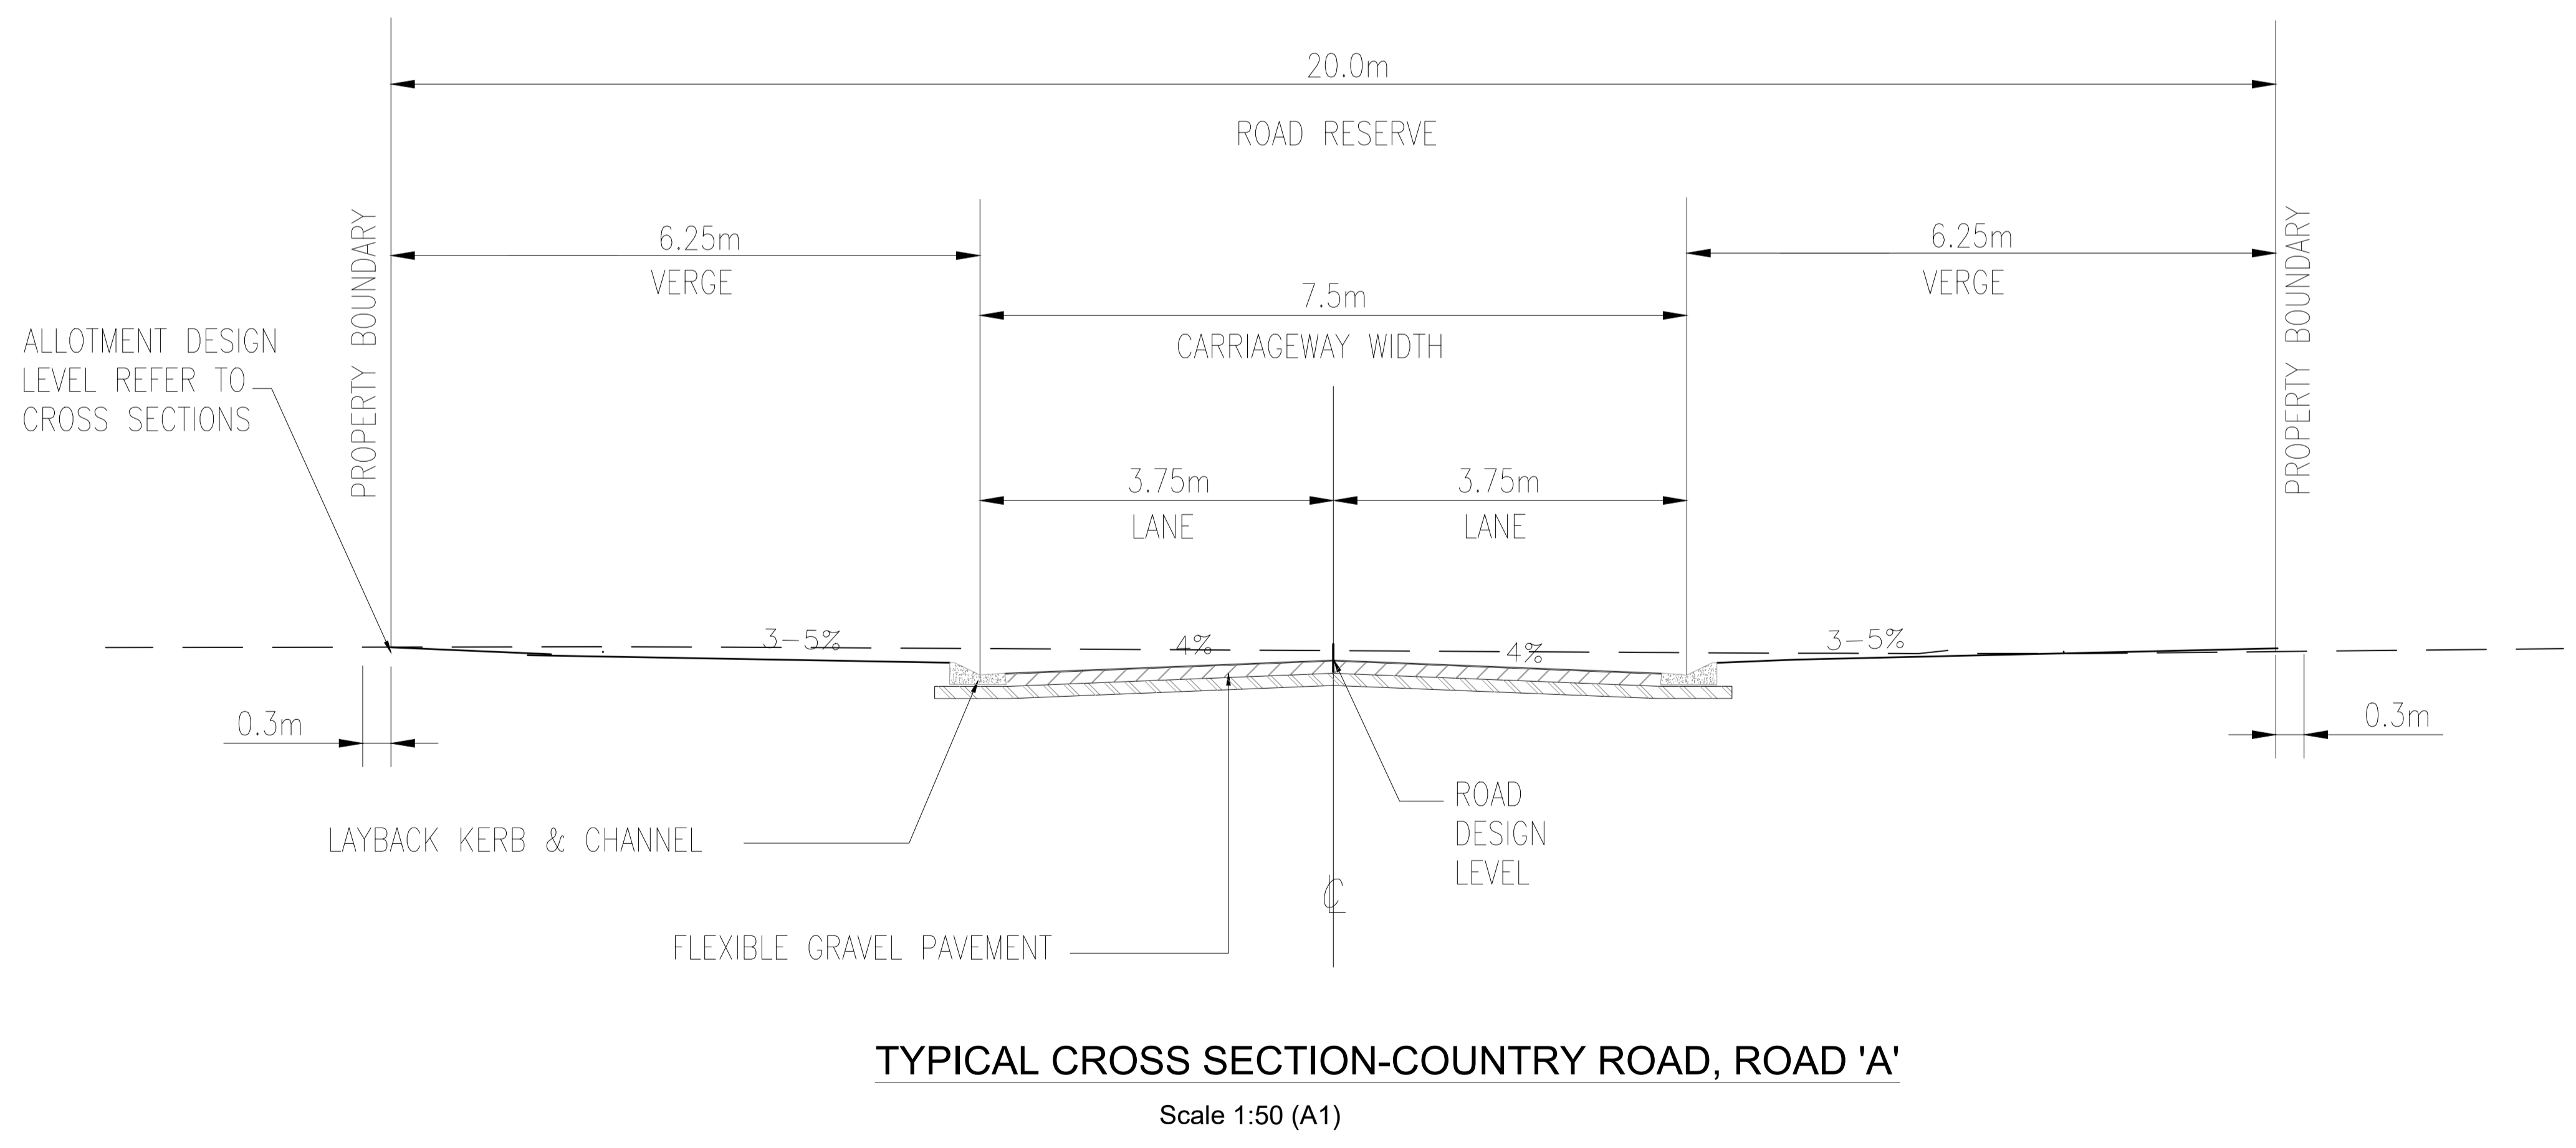 20.0m
ROAD RESERVE
PROPERTY BOUNDARY
6.25m
VERGE
7.5m
CARRIAGEWAY WIDTH
6.25m
VERGE
PROPERTY BOUNDARY
ALLOTMENT DESIGN
LEVEL REFER TO
CROSS SECTIONS
3.75m
LANE
3.75m
LANE
3-5%
4%
4%
3-5%
0.3m
0.3m
LAYBACK KERB & CHANNEL
ROAD
DESIGN
LEVEL
℄
FLEXIBLE GRAVEL PAVEMENT
TYPICAL CROSS SECTION-COUNTRY ROAD, ROAD 'A'
Scale 1:50 (A1)